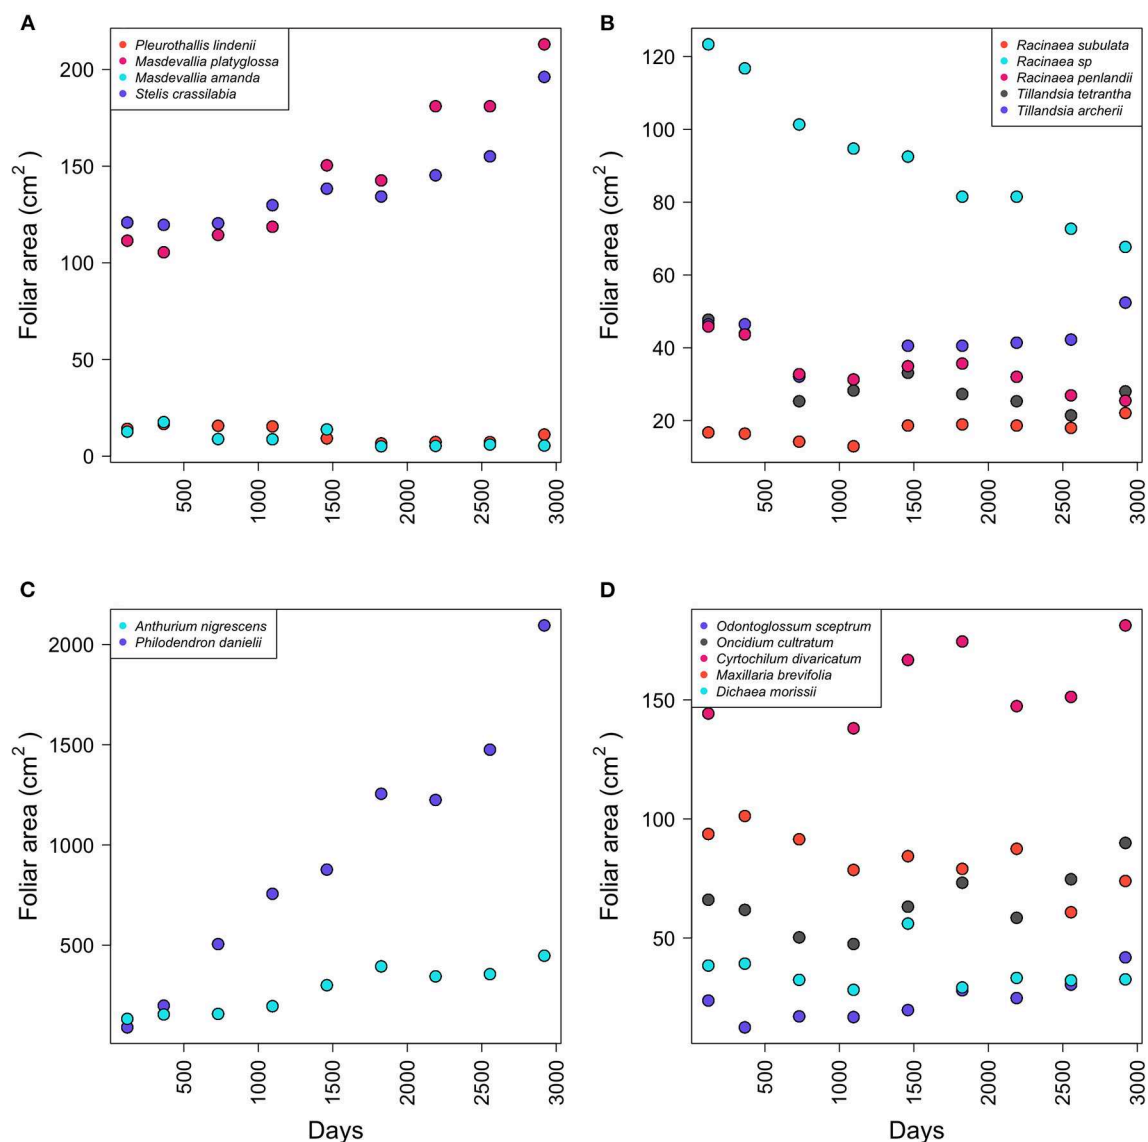 A
Pleurothallis lindenii
Masdevallia platyglossa
Masdevallia amanda
Stelis crassilabia
Foliar area (cm2)
200
150
100
50
0
500
1000
1500
2000
2500
3000
B
Racinaea subulata
Racinaea sp
Racinaea penlandii
Tillandsia tetrantha
Tillandsia archerii
Foliar area (cm2)
120
100
80
60
40
20
500
1000
1500
2000
2500
3000
C
Anthurium nigrescens
Philodendron danielii
Foliar area (cm2)
2000
1500
1000
500
500
1000
1500
2000
2500
3000
Days
D
Odontoglossum sceptrum
Oncidium cultratum
Cyrtochilum divaricatum
Maxillaria brevifolia
Dichaea morissii
Foliar area (cm2)
150
100
50
500
1000
1500
2000
2500
3000
Days